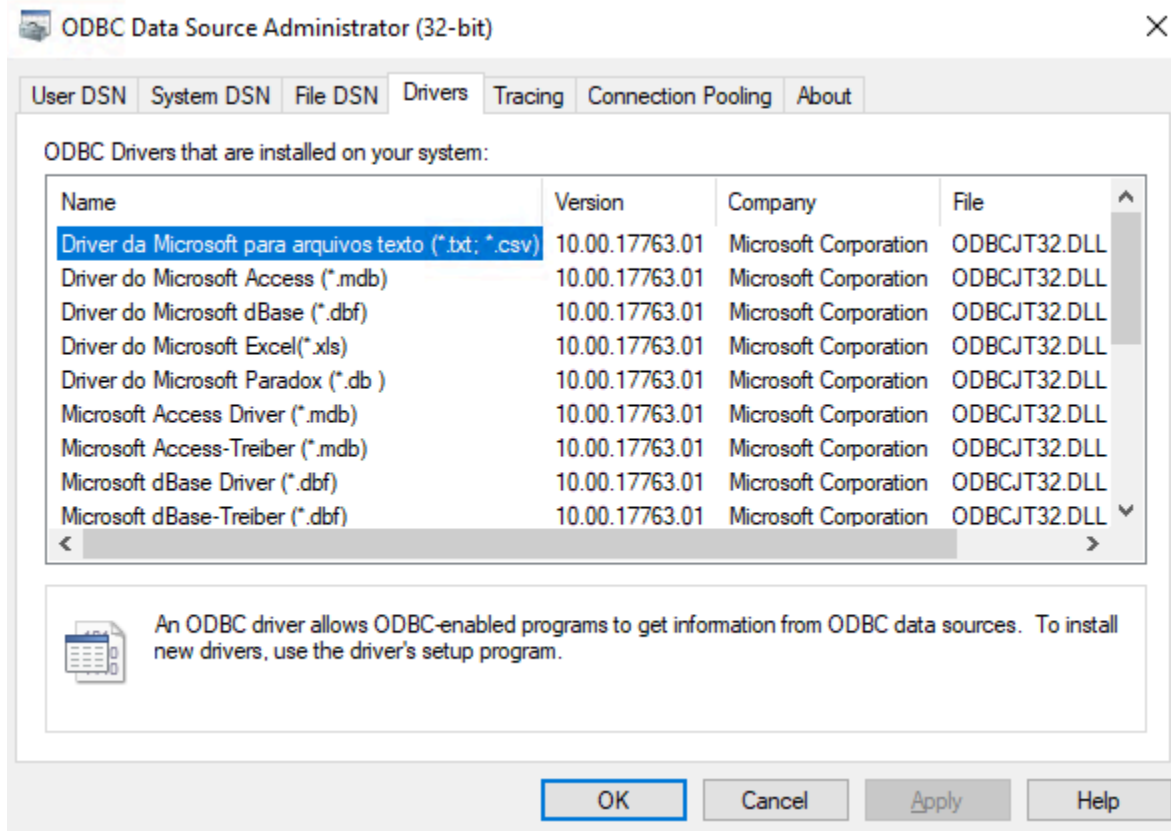 ODBC Data Source Administrator (32-bit)
User DSN System DSN File DSN Drivers Tracing Connection Pooling About
ODBC Drivers that are installed on your system:
Name Version Company File
Driver da Microsoft para arquivos texto (*.txt; *.csv) 10.00.17763.01 Microsoft Corporation ODBCJT32.DLL
Driver do Microsoft Access (*.mdb) 10.00.17763.01 Microsoft Corporation ODBCJT32.DLL
Driver do Microsoft dBase (*.dbf) 10.00.17763.01 Microsoft Corporation ODBCJT32.DLL
Driver do Microsoft Excel(*.xls) 10.00.17763.01 Microsoft Corporation ODBCJT32.DLL
Driver do Microsoft Paradox (*.db ) 10.00.17763.01 Microsoft Corporation ODBCJT32.DLL
Microsoft Access Driver (*.mdb) 10.00.17763.01 Microsoft Corporation ODBCJT32.DLL
Microsoft Access-Treiber (*.mdb) 10.00.17763.01 Microsoft Corporation ODBCJT32.DLL
Microsoft dBase Driver (*.dbf) 10.00.17763.01 Microsoft Corporation ODBCJT32.DLL
Microsoft dBase-Treiber (*.dbf) 10.00.17763.01 Microsoft Corporation ODBCJT32.DLL
An ODBC driver allows ODBC-enabled programs to get information from ODBC data sources. To install
new drivers, use the driver's setup program.
OK Cancel Apply Help